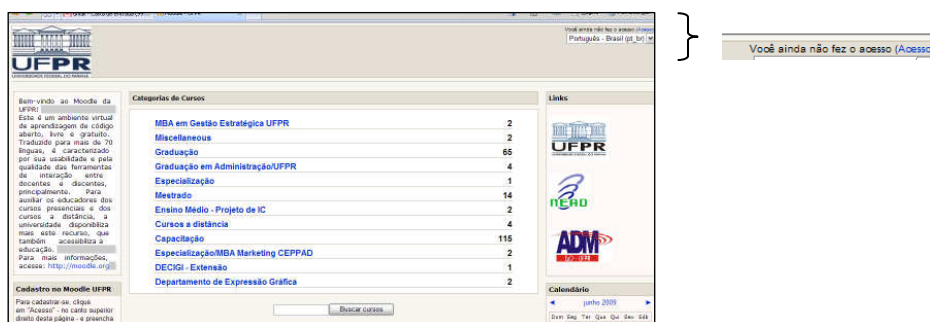 Você ainda não fez o acesso (Acesso
Português - Brasil (pt_br)
UFPR
UNIVERSIDADE FEDERAL DO PARANÁ
Bem-vindo ao Moodle da
UFPR!
Este é um ambiente virtual
de aprendizagem de código
aberto, livre e gratuito.
Traduzido para mais de 70
línguas, é caracterizado
por sua usabilidade e pela
qualidade das ferramentas
de interação entre
docentes e discentes,
principalmente. Para
auxiliar os educadores dos
cursos presenciais e dos
cursos a distância, a
universidade disponibiliza
mais este recurso, que
também acessibiliza a
educação.
Para mais informações,
acesse: http://moodle.org
Cadastro no Moodle UFPR
Para cadastrar-se, clique
em "Acesso" - no canto superior
direito desta página - e preencha
Categorias de Cursos
MBA em Gestão Estratégica UFPR 2
Miscellaneous 2
Graduação 65
Graduação em Administração/UFPR 4
Especialização 1
Mestrado 14
Ensino Médio - Projeto de IC 2
Cursos a distância 4
Capacitação 115
Especialização/MBA Marketing CEPPAD 2
DECIGI - Extensão 1
Departamento de Expressão Gráfica 2
Buscar cursos
Links
UFPR
NEAD
ADM
Calendário
junho 2009
Dom Seg Ter Qua Qui Sex Sáb
Você ainda não fez o acesso (Acesso